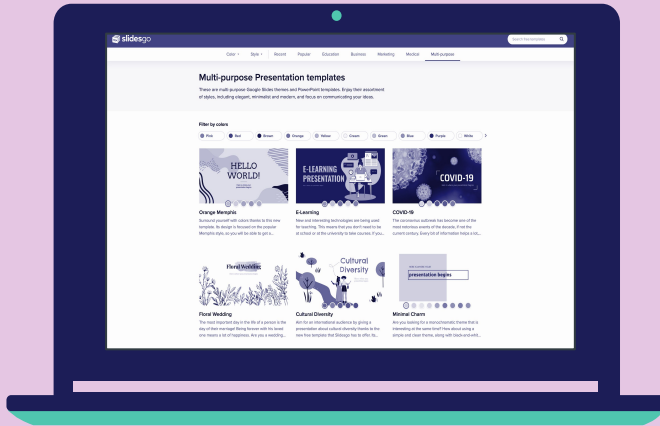 slidesgo
Color
Style
Recent
Popular
Education
Business
Marketing
Medical
Multi-purpose
Multi-purpose Presentation templates
These are multi-purpose Google Slides themes and PowerPoint templates. Enjoy them assortment
of styles, including elegant, minimalist and modern, and focus on communicating your ideas.
Filter by colors
Pink
Red
Brown
Orange
Yellow
Cream
Green
Blue
Purple
White
HELLO
WORLD!
E-LEARNING
PRESENTATION
COVID-19
Orange Memphis
E-Learning
COVID-19
Surround yourself with colors thanks to this new
template. Its design is focused on the popular
Memphis style, as you will be able to get a...
New and interesting technologies are being used
for teaching. This means that you don't need to be
at school or at the university to take courses. If you...
The coronavirus outbreak has become one of the
most notorious events of the decade, if not the
current century. Every bit of information helps a lot,...
Floral Wedding
Cultural
Diversity
presentation begins
Floral Wedding
Cultural Diversity
Minimal Charm
The most important day in the life of a person is the
day of their marriage! Being forever with his loved
one means a lot of happiness. Are you a wedding...
Aim for an international audience by giving a
presentation about cultural diversity thanks to the
new free template that Slidesgo has to offer. Its...
Are you looking for a monochromatic theme that is
interesting at the same time? How about using a
simple and clean theme, along with black-and-whit...